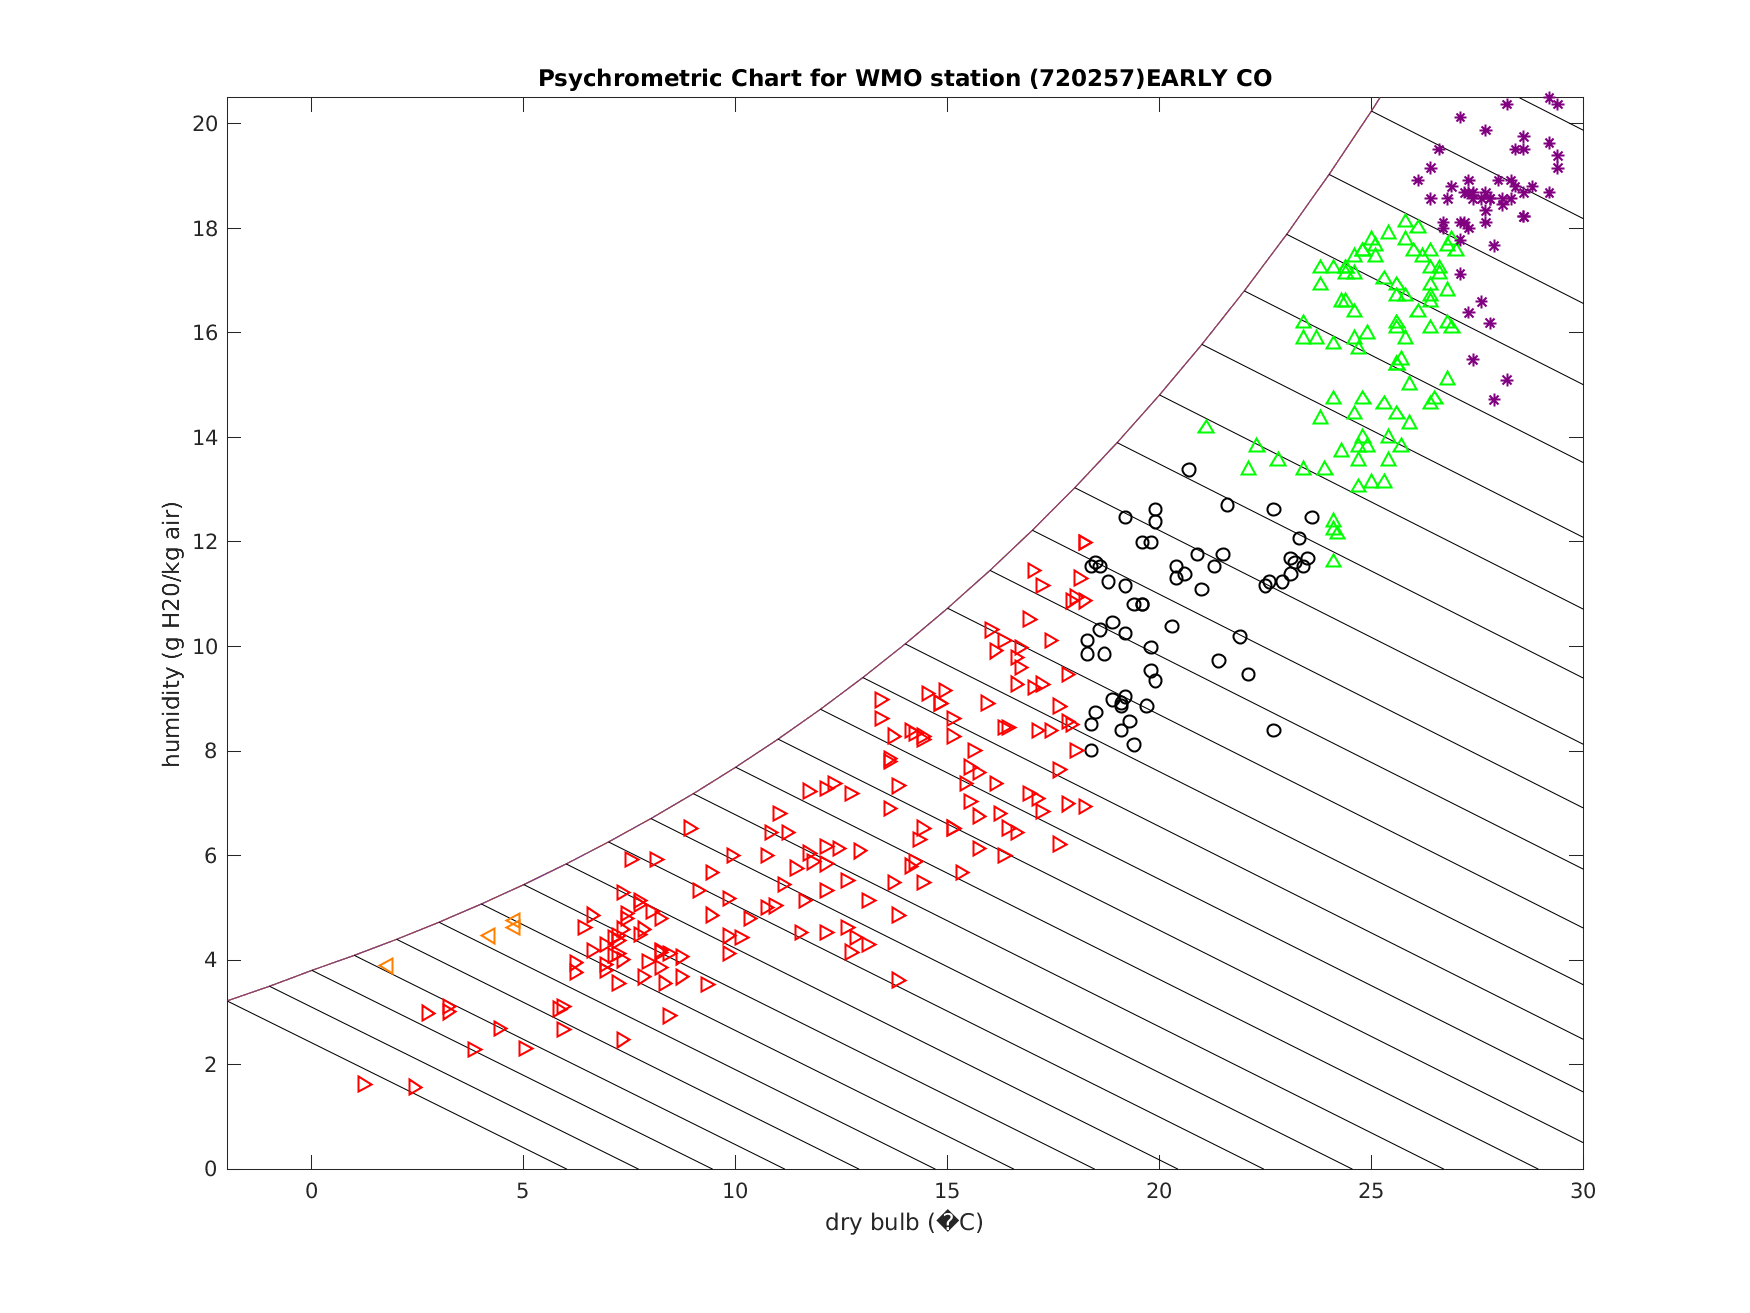 Psychrometric Chart for WMO station (720257)EARLY CO
humidity (g H20/kg air)
20
18
16
14
12
10
8
6
4
2
0
0 5 10 15 20 25 30
dry bulb (�C)